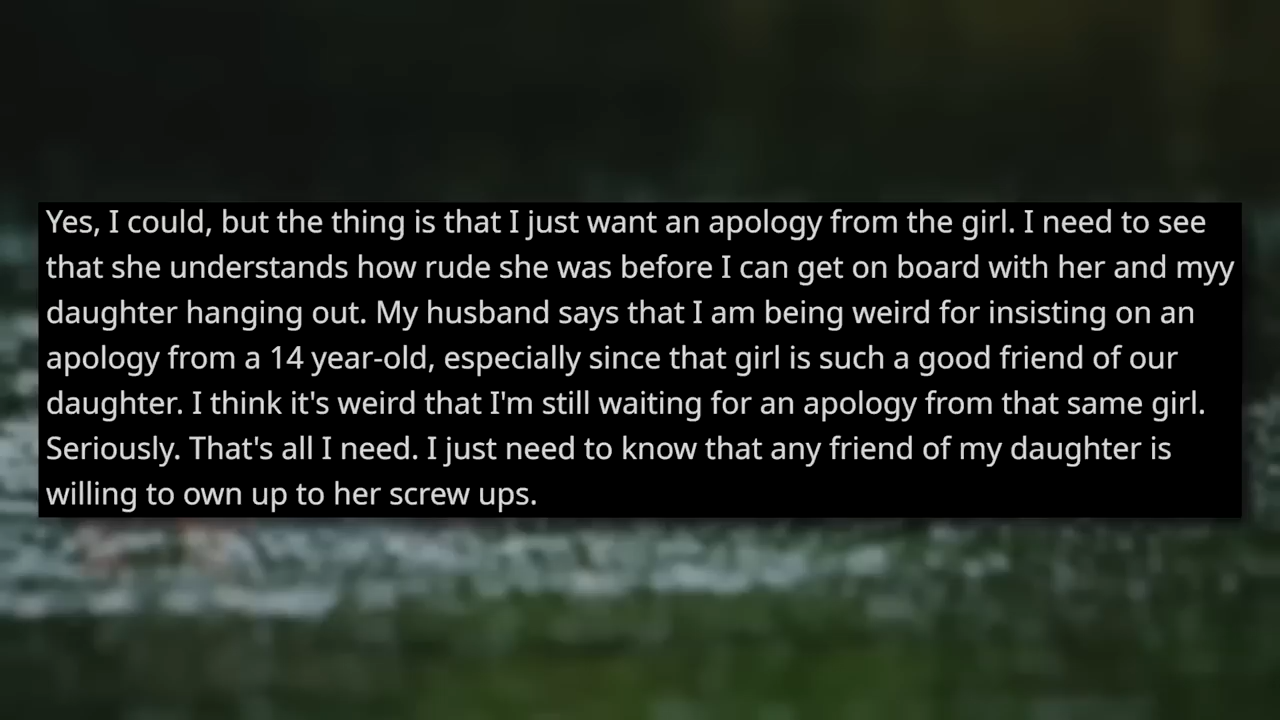 Yes, I could, but the thing is that I just want an apology from the girl. I need to see
that she understands how rude she was before I can get on board with her and myy
daughter hanging out. My husband says that I am being weird for insisting on an
apology from a 14 year-old, especially since that girl is such a good friend of our
daughter. I think it's weird that I'm still waiting for an apology from that same girl.
Seriously. That's all I need. I just need to know that any friend of my daughter is
willing to own up to her screw ups.